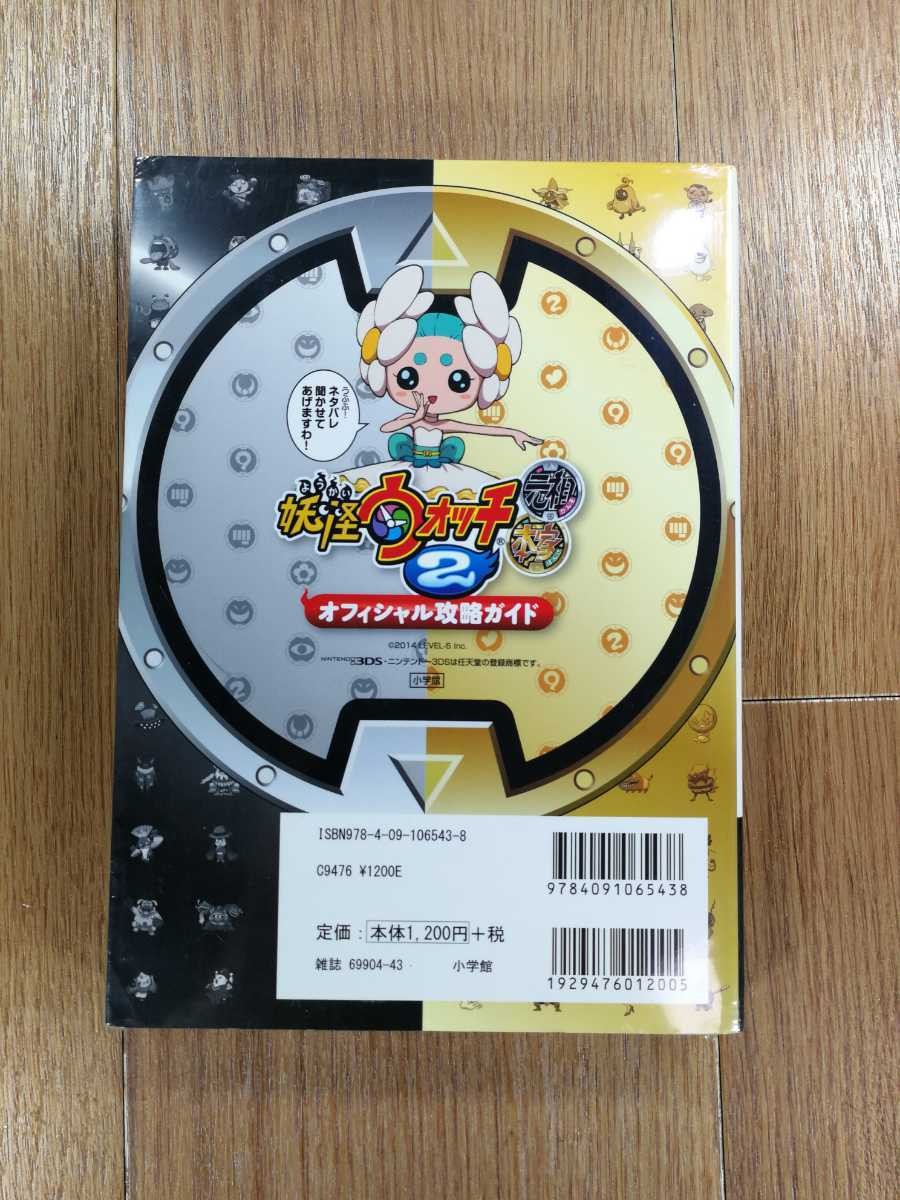 うふふ!
ネタバレ
聞かせて
あげますわ!
ようかい
妖怪ウォッチ®
2
元祖
がんそ
本家
オフィシャル攻略ガイド
©2014 LEVEL-5 Inc.
NINTENDO 3DS・ニンテンドー3DSは任天堂の登録商標です。
小学館
ISBN978-4-09-106543-8
C9476 ¥1200E
定価:本体1,200円+税
雑誌 69904-43・ 小学館
9784091065438
1929476012005